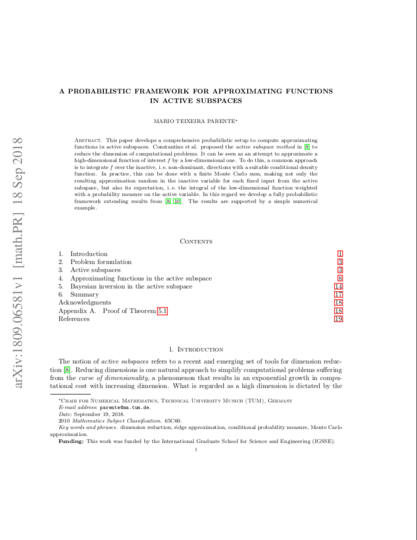 A PROBABILISTIC FRAMEWORK FOR APPROXIMATING FUNCTIONS
IN ACTIVE SUBSPACES
MARIO TEIXEIRA PARENTE*
ABSTRACT. This paper develops a comprehensive probabilistic setup to compute approximating
functions in active subspaces. Constantine et al. proposed the active subspace method in [8] to
reduce the dimension of computational problems. It can be seen as an attempt to approximate a
high-dimensional function of interest f by a low-dimensional one. To do this, a common approach
is to integrate f over the inactive, i.e. non-dominant, directions with a suitable conditional density
function. In practice, this can be done with a finite Monte Carlo sum, making not only the
resulting approximation random in the inactive variable for each fixed input from the active
subspace, but also its expectation, i.e. the integral of the low-dimensional function weighted
with a probability measure on the active variable. In this regard we develop a fully probabilistic
framework extending results from [8, 10]. The results are supported by a simple numerical
example.
CONTENTS
1. Introduction 1
2. Problem formulation 3
3. Active subspaces 3
4. Approximating functions in the active subspace 8
5. Bayesian inversion in the active subspace 14
6. Summary 17
Acknowledgments 18
Appendix A. Proof of Theorem 5.1 18
References 19
1. INTRODUCTION
The notion of active subspaces refers to a recent and emerging set of tools for dimension reduc-
tion [8]. Reducing dimensions is one natural approach to simplify computational problems suffering
from the curse of dimensionality, a phenomenon that results in an exponential growth in compu-
tational cost with increasing dimension. What is regarded as a high dimension is dictated by the
*CHAIR FOR NUMERICAL MATHEMATICS, TECHNICAL UNIVERSITY MUNICH (TUM), GERMANY
E-mail address: parente@ma.tum.de.
Date: September 19, 2018.
2010 Mathematics Subject Classification. 65C60.
Key words and phrases. dimension reduction, ridge approximation, conditional probability measure, Monte Carlo
approximation.
Funding: This work was funded by the International Graduate School for Science and Engineering (IGSSE).
1
arXiv:1809.06581v1 [math.PR] 18 Sep 2018